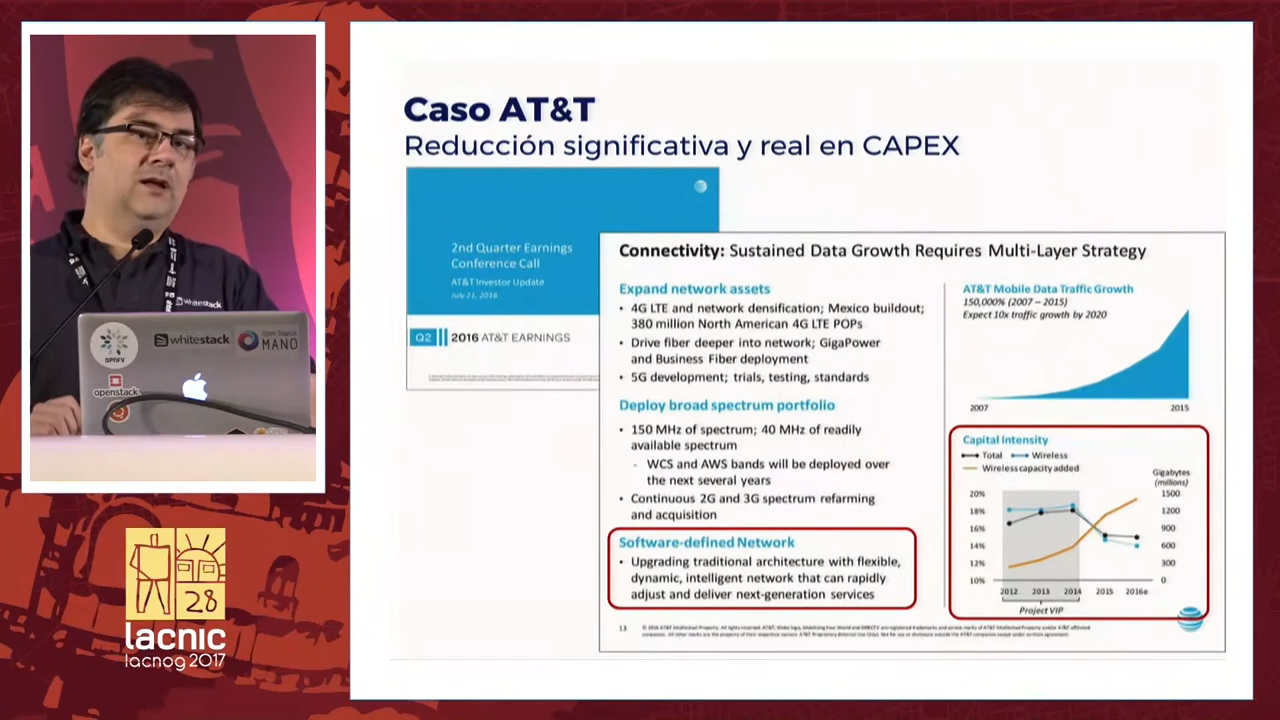 Caso AT&T
Reducción significativa y real en CAPEX
2nd Quarter Earnings
Conference Call
AT&T Investor Update
July 21, 2016
Q2 2016 AT&T EARNINGS
Connectivity: Sustained Data Growth Requires Multi-Layer Strategy
Expand network assets
• 4G LTE and network densification; Mexico buildout;
380 million North American 4G LTE POPs
• Drive fiber deeper into network; GigaPower
and Business Fiber deployment
• 5G development; trials, testing, standards
Deploy broad spectrum portfolio
• 150 MHz of spectrum; 40 MHz of readily
available spectrum
- WCS and AWS bands will be deployed over
the next several years
• Continuous 2G and 3G spectrum refarming
and acquisition
Software-defined Network
• Upgrading traditional architecture with flexible,
dynamic, intelligent network that can rapidly
adjust and deliver next-generation services
AT&T Mobile Data Traffic Growth
150,000% (2007 – 2015)
Expect 10x traffic growth by 2020
2007 2015
Capital Intensity
Total Wireless
Wireless capacity added
Gigabytes
(millions)
20% 1500
18% 1200
16% 900
14% 600
12% 300
10% 0
2012 2013 2014 2015 2016e
Project VIP
13
whitestack
OPNFV
whitestack
Open Source
MANO
openstack
28
lacnic
lacnog 2017